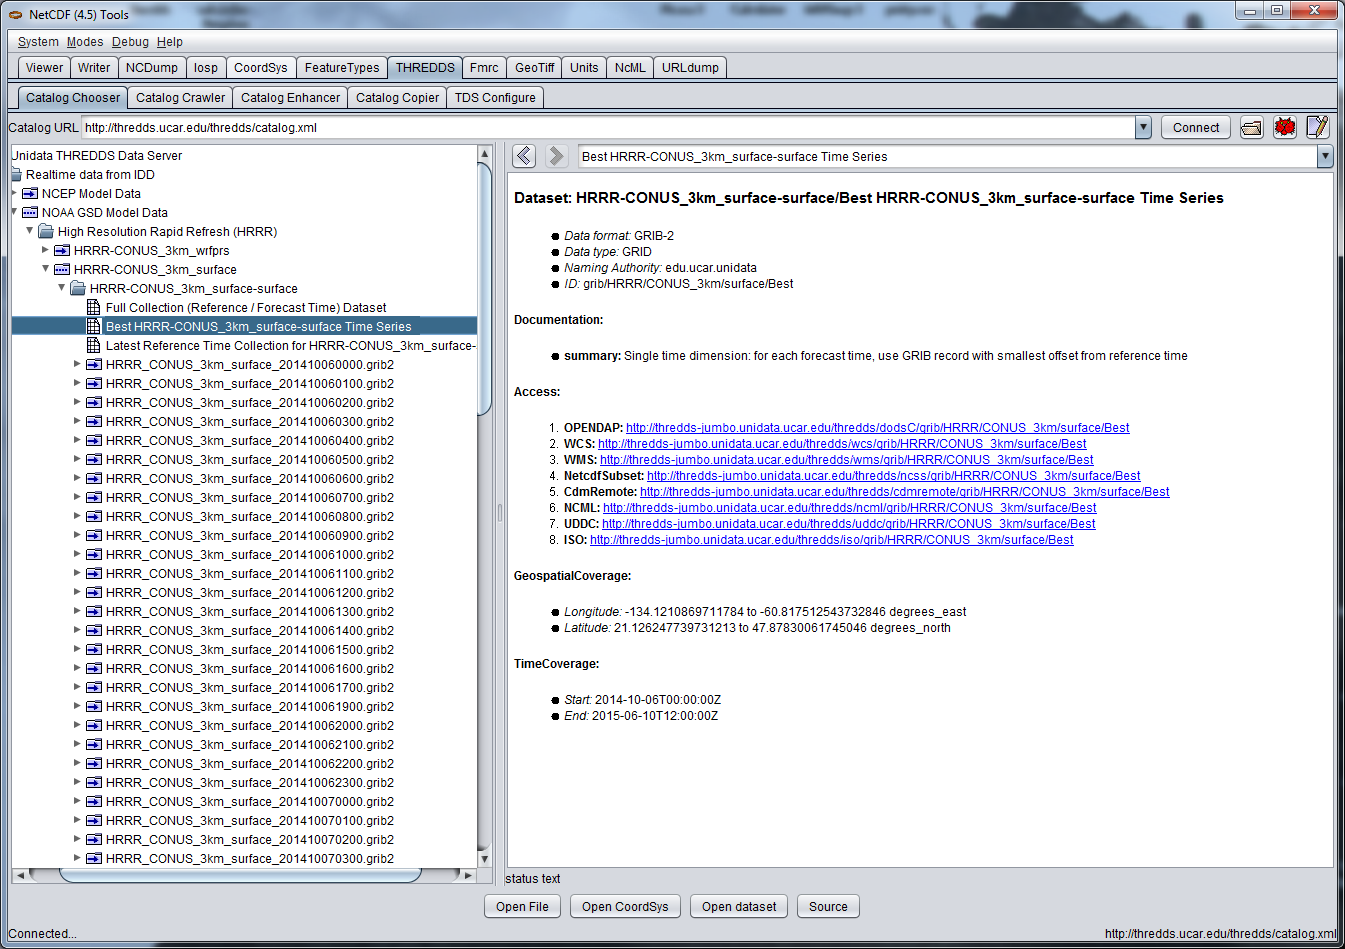 NetCDF (4.5) Tools
System Modes Debug Help
Viewer Writer NCDump Iosp CoordSys FeatureTypes THREDDS Fmrc GeoTiff Units NcML URLdump
Catalog Chooser Catalog Crawler Catalog Enhancer Catalog Copier TDS Configure
Catalog URL http://thredds.ucar.edu/thredds/catalog.xml Connect
Unidata THREDDS Data Server
Realtime data from IDD
NCEP Model Data
NOAA GSD Model Data
High Resolution Rapid Refresh (HRRR)
HRRR-CONUS_3km_wrfprs
HRRR-CONUS_3km_surface
HRRR-CONUS_3km_surface-surface
Full Collection (Reference / Forecast Time) Dataset
Best HRRR-CONUS_3km_surface-surface Time Series
Latest Reference Time Collection for HRRR-CONUS_3km_surface-
HRRR_CONUS_3km_surface_201410060000.grib2
HRRR_CONUS_3km_surface_201410060100.grib2
HRRR_CONUS_3km_surface_201410060200.grib2
HRRR_CONUS_3km_surface_201410060300.grib2
HRRR_CONUS_3km_surface_201410060400.grib2
HRRR_CONUS_3km_surface_201410060500.grib2
HRRR_CONUS_3km_surface_201410060600.grib2
HRRR_CONUS_3km_surface_201410060700.grib2
HRRR_CONUS_3km_surface_201410060800.grib2
HRRR_CONUS_3km_surface_201410060900.grib2
HRRR_CONUS_3km_surface_201410061000.grib2
HRRR_CONUS_3km_surface_201410061100.grib2
HRRR_CONUS_3km_surface_201410061200.grib2
HRRR_CONUS_3km_surface_201410061300.grib2
HRRR_CONUS_3km_surface_201410061400.grib2
HRRR_CONUS_3km_surface_201410061500.grib2
HRRR_CONUS_3km_surface_201410061600.grib2
HRRR_CONUS_3km_surface_201410061700.grib2
HRRR_CONUS_3km_surface_201410061900.grib2
HRRR_CONUS_3km_surface_201410062000.grib2
HRRR_CONUS_3km_surface_201410062100.grib2
HRRR_CONUS_3km_surface_201410062200.grib2
HRRR_CONUS_3km_surface_201410062300.grib2
HRRR_CONUS_3km_surface_201410070000.grib2
HRRR_CONUS_3km_surface_201410070100.grib2
HRRR_CONUS_3km_surface_201410070200.grib2
HRRR_CONUS_3km_surface_201410070300.grib2
Best HRRR-CONUS_3km_surface-surface Time Series
Dataset: HRRR-CONUS_3km_surface-surface/Best HRRR-CONUS_3km_surface-surface Time Series
Data format: GRIB-2
Data type: GRID
Naming Authority: edu.ucar.unidata
ID: grib/HRRR/CONUS_3km/surface/Best
Documentation:
summary: Single time dimension: for each forecast time, use GRIB record with smallest offset from reference time
Access:
1. OPENDAP: http://thredds-jumbo.unidata.ucar.edu/thredds/dodsC/grib/HRRR/CONUS_3km/surface/Best
2. WCS: http://thredds-jumbo.unidata.ucar.edu/thredds/wcs/grib/HRRR/CONUS_3km/surface/Best
3. WMS: http://thredds-jumbo.unidata.ucar.edu/thredds/wms/grib/HRRR/CONUS_3km/surface/Best
4. NetcdfSubset: http://thredds-jumbo.unidata.ucar.edu/thredds/ncss/grib/HRRR/CONUS_3km/surface/Best
5. CdmRemote: http://thredds-jumbo.unidata.ucar.edu/thredds/cdmremote/grib/HRRR/CONUS_3km/surface/Best
6. NCML: http://thredds-jumbo.unidata.ucar.edu/thredds/ncml/grib/HRRR/CONUS_3km/surface/Best
7. UDDC: http://thredds-jumbo.unidata.ucar.edu/thredds/uddc/grib/HRRR/CONUS_3km/surface/Best
8. ISO: http://thredds-jumbo.unidata.ucar.edu/thredds/iso/grib/HRRR/CONUS_3km/surface/Best
GeospatialCoverage:
Longitude: -134.1210869711784 to -60.817512543732846 degrees_east
Latitude: 21.126247739731213 to 47.87830061745046 degrees_north
TimeCoverage:
Start: 2014-10-06T00:00:00Z
End: 2015-06-10T12:00:00Z
status text
Open File Open CoordSys Open dataset Source
Connected... http://thredds.ucar.edu/thredds/catalog.xml